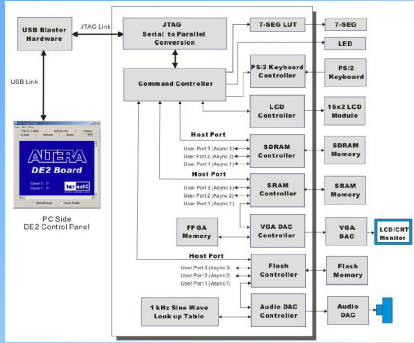 USB Blaster
Hardware
JTAG Link
JTAG
Serial to Parallel
Conversion
7-SEG LUT
7-SEG
LED
USB Link
Command Controller
PS/2 Keyboard
Controller
PS/2
Keyboard
LCD
Controller
16x2 LCD
Module
ALTERA
DE2 Board
terasic
PC Side
DE2 Control Panel
Host Port
User Port 3 (Async 3)
User Port 2 (Async 2)
User Port 1 (Async 1)
SDRAM
Controller
SDRAM
Memory
Host Port
User Port 3 (Async 3)
User Port 2 (Async 2)
User Port 1 (Async 1)
SRAM
Controller
SRAM
Memory
FPGA
Memory
VGA DAC
Controller
VGA
DAC
LCD/CRT
Monitor
Host Port
User Port 3 (Async 3)
User Port 2 (Async 2)
User Port 1 (Async 1)
Flash
Controller
Flash
Memory
1 kHz Sine Wave
Look up Table
Audio DAC
Controller
Audio
DAC